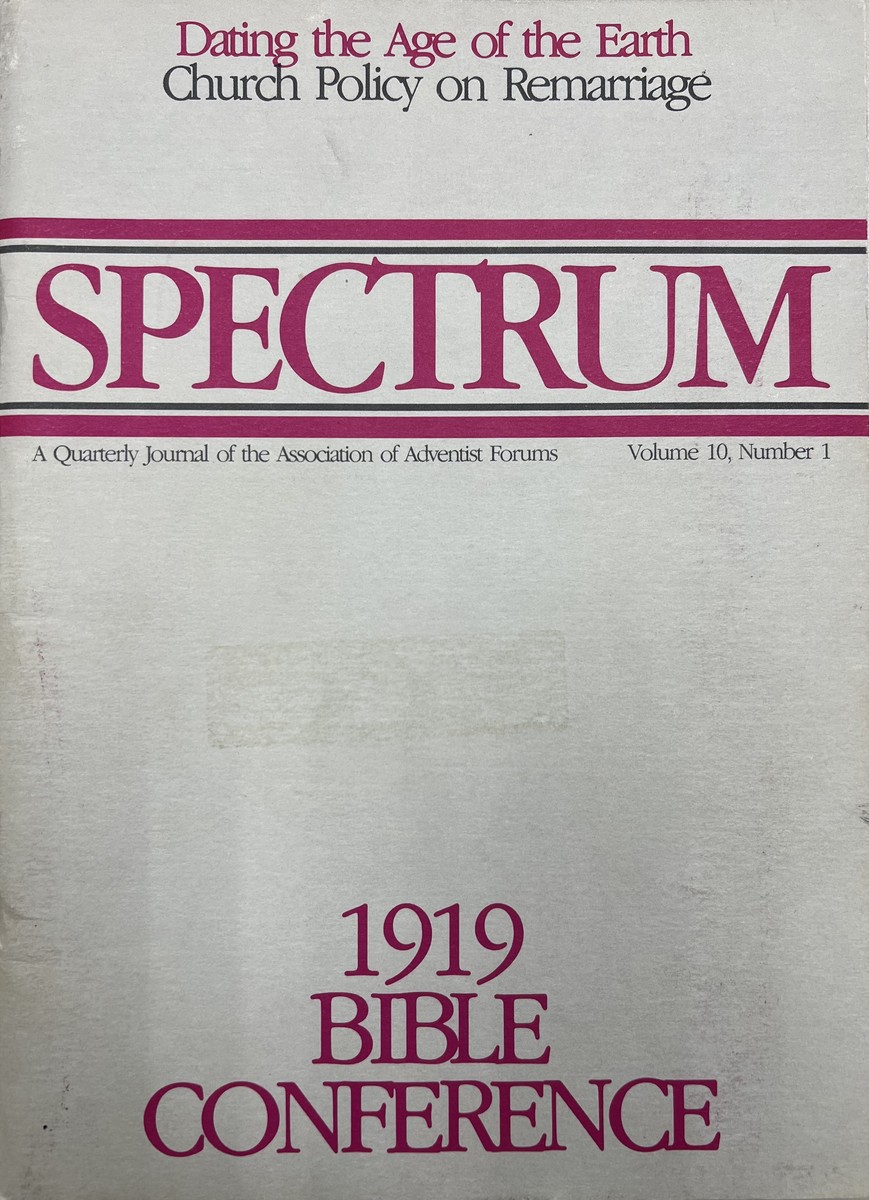 Dating the Age of the Earth
Church Policy on Remarriage
SPECTRUM
A Quarterly Journal of the Association of Adventist Forums Volume 10, Number 1
1919
BIBLE
CONFERENCE